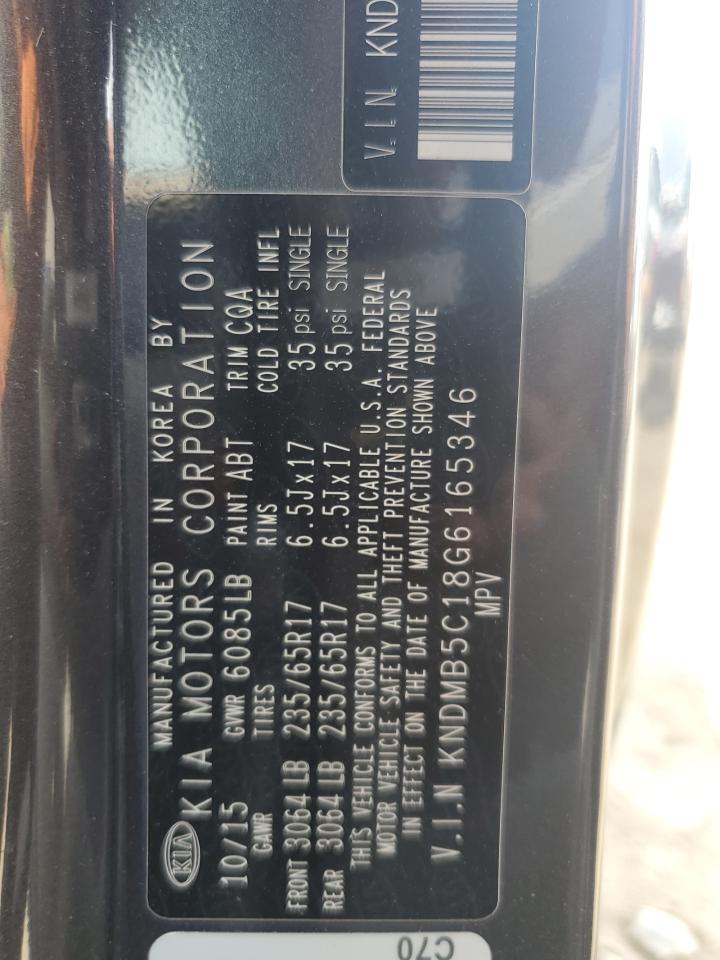 MANUFACTURED IN KOREA BY
KIA KIA MOTORS CORPORATION
10/15 GVWR 6085LB PAINT ABT TRIM CQA
GAWR TIRES RIMS COLD TIRE INFL
FRONT 3064 LB 235/65R17 6.5Jx17 35 psi SINGLE
REAR 3064 LB 235/65R17 6.5Jx17 35 psi SINGLE
THIS VEHICLE CONFORMS TO ALL APPLICABLE U.S.A. FEDERAL
MOTOR VEHICLE SAFETY AND THEFT PREVENTION STANDARDS
IN EFFECT ON THE DATE OF MANUFACTURE SHOWN ABOVE
V.I.N KNDMB5C18G6165346
MPV
V.I.N KND
C70